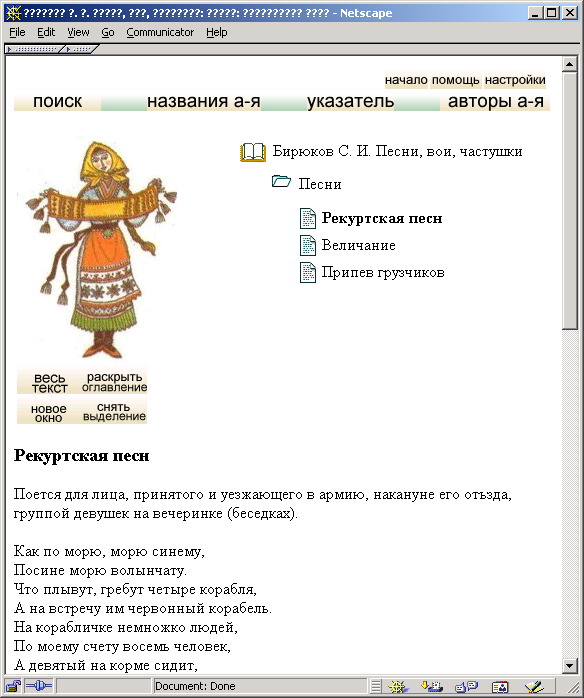 ??????? ?. ?. ?????, ???, ????????: ?????: ?????????? ???? - Netscape
File Edit View Go Communicator Help
начало помощь настройки
поиск названия а-я указатель авторы а-я
Бирюков С. И. Песни, вои, частушки
Песни
Рекуртская песн
Величание
Припев грузчиков
весь текст раскрыть оглавление
новое окно снять выделение
Рекуртская песн
Поется для лица, принятого и уезжающего в армию, накануне его отъзда,
группой девушек на вечеринке (беседках).
Как по морю, морю синему,
Посине морю волынчату.
Что плывут, гребут четыре корабля,
А на встречу им червонный корабель.
На корабличке немножко людей,
По моему счету восемь человек,
А девятый на корме сидит,
Document: Done